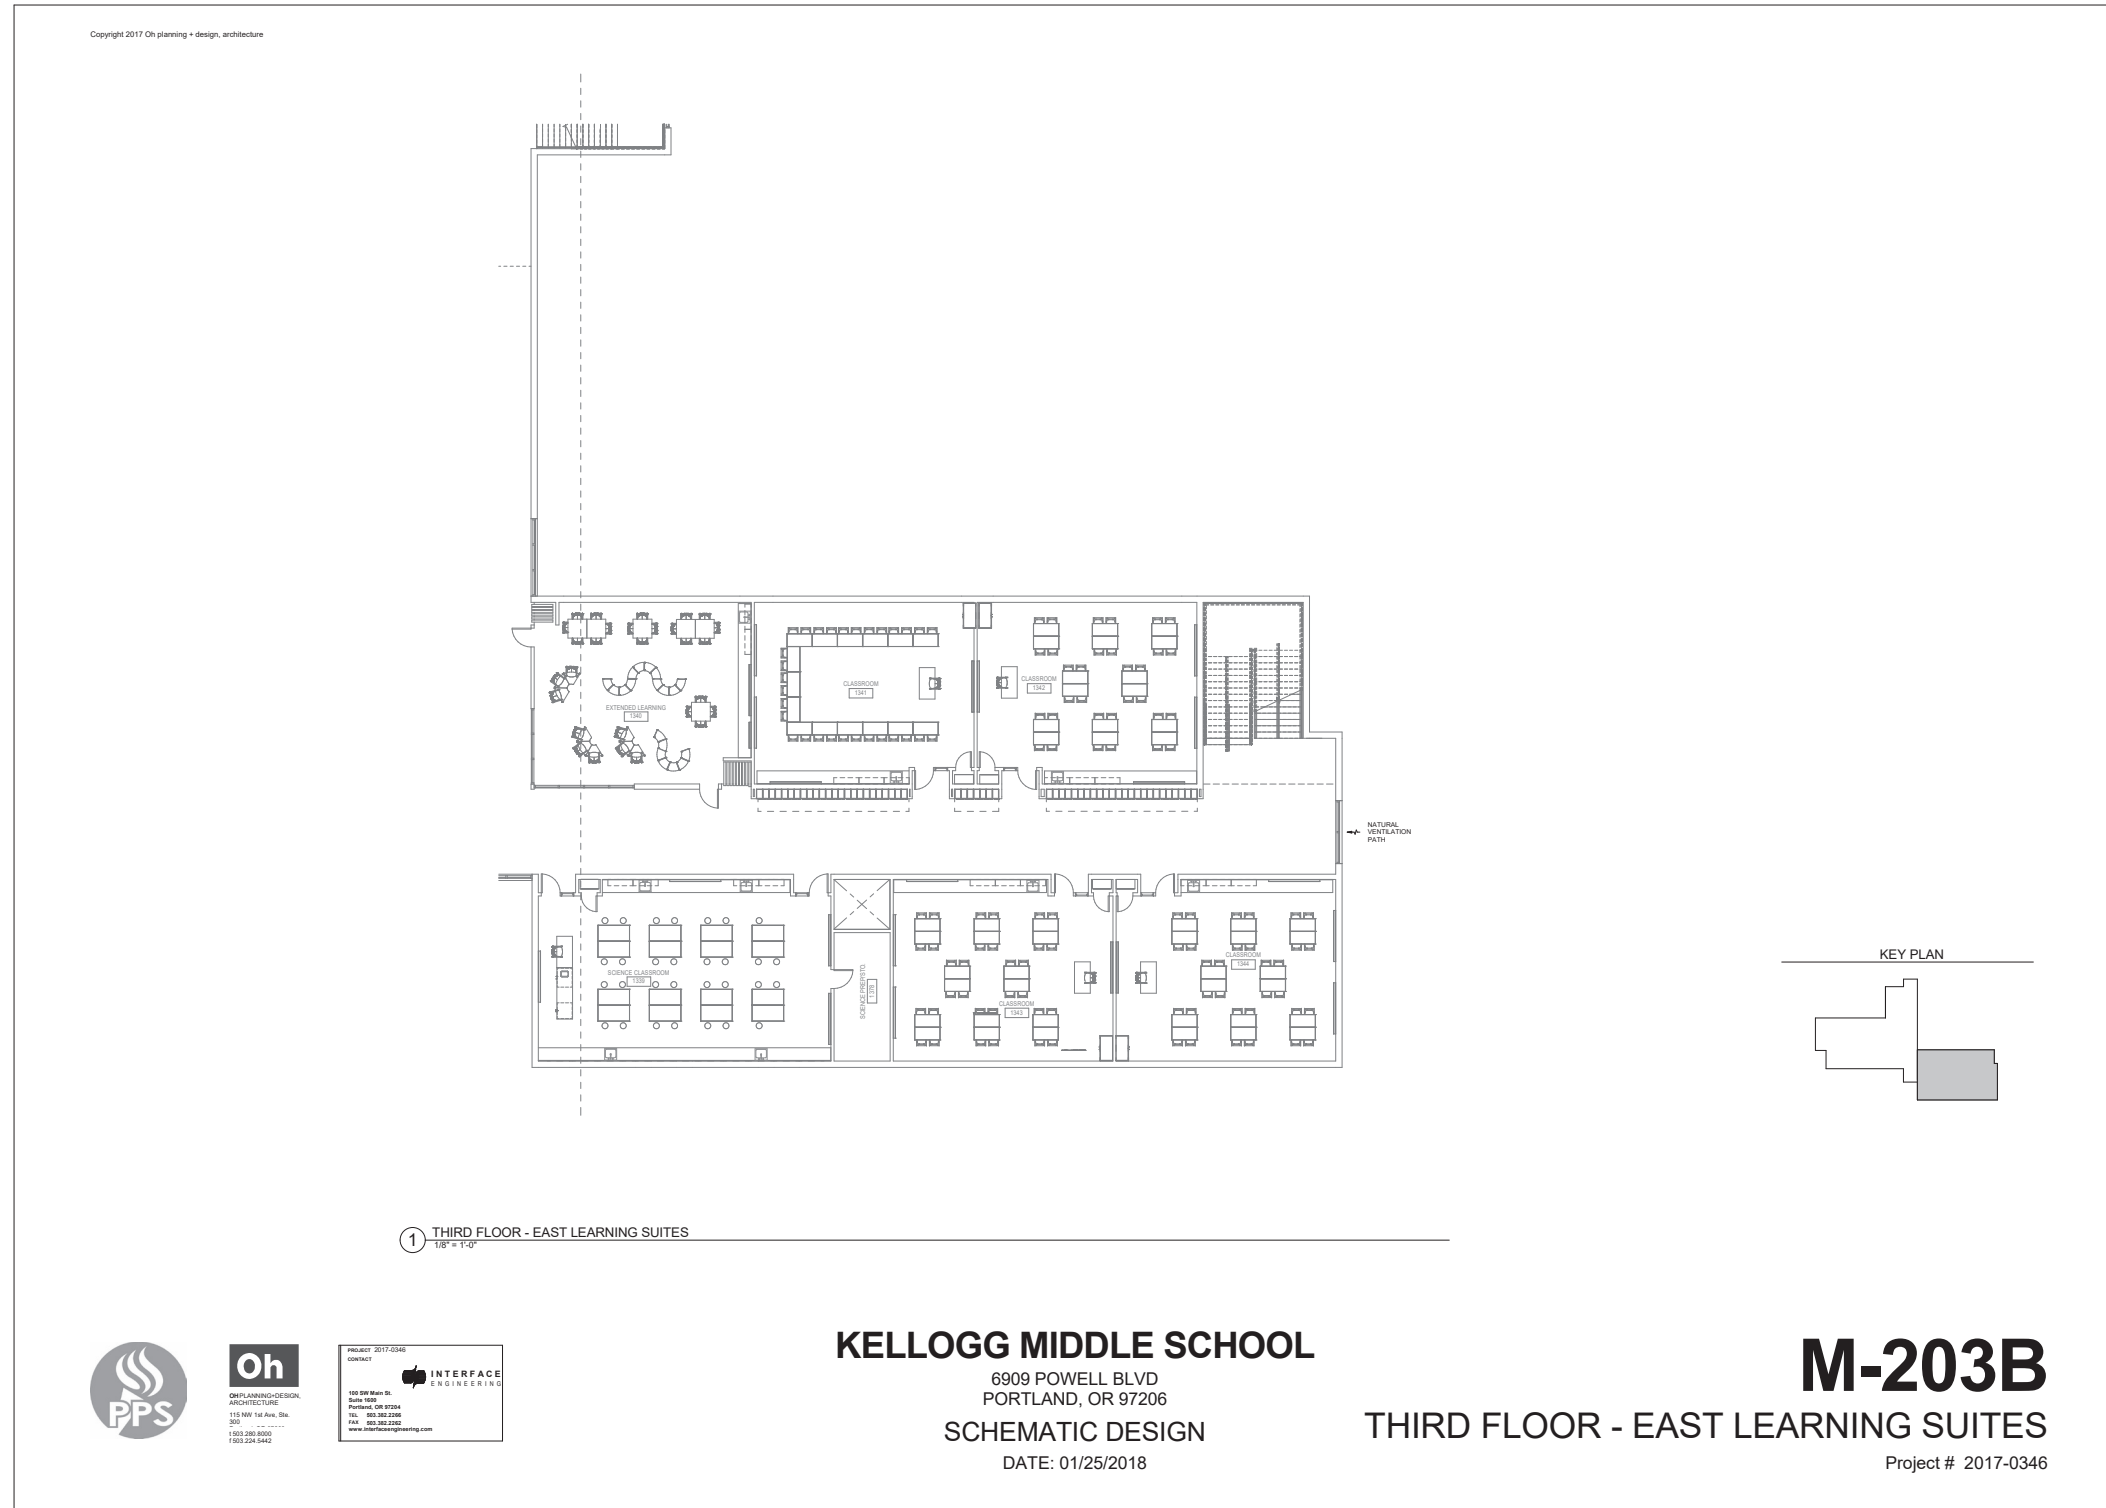 Copyright 2017 Oh planning + design, architecture
EXTENDED LEARNING
1340
CLASSROOM
1341
CLASSROOM
1342
NATURAL
VENTILATION
PATH
SCIENCE CLASSROOM
1339
SCIENCE PREP/STO.
1378
CLASSROOM
1343
CLASSROOM
1344
KEY PLAN
1
THIRD FLOOR - EAST LEARNING SUITES
1/8" = 1'-0"
PPS
Oh
OH PLANNING+DESIGN,
ARCHITECTURE
115 NW 1st Ave, Ste.
300
t 503.280.8000
f 503.224.5442
PROJECT 2017-0346
CONTACT
INTERFACE
ENGINEERING
100 SW Main St.
Suite 1600
Portland, OR 97204
TEL 503.382.2266
FAX 503.382.2262
www.interfaceengineering.com
KELLOGG MIDDLE SCHOOL
6909 POWELL BLVD
PORTLAND, OR 97206
SCHEMATIC DESIGN
DATE: 01/25/2018
M-203B
THIRD FLOOR - EAST LEARNING SUITES
Project # 2017-0346